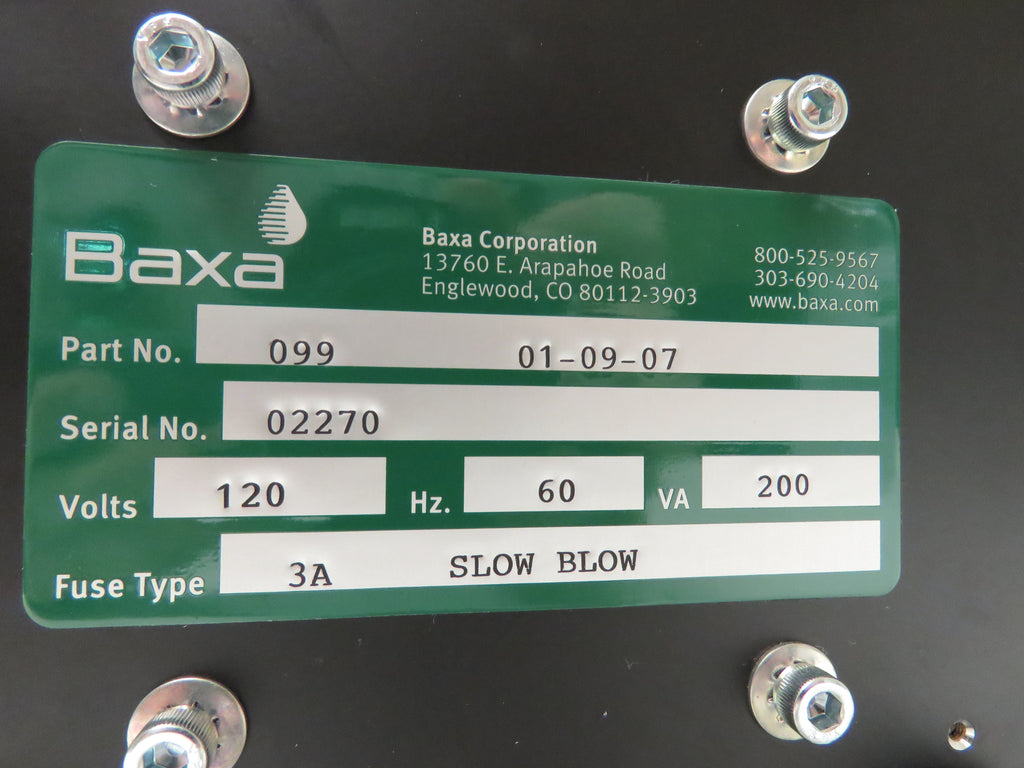 Baxa
Baxa Corporation
13760 E. Arapahoe Road
Englewood, CO 80112-3903
800-525-9567
303-690-4204
www.baxa.com
Part No. 099 01-09-07
Serial No. 02270
Volts 120 Hz. 60 VA 200
Fuse Type 3A SLOW BLOW